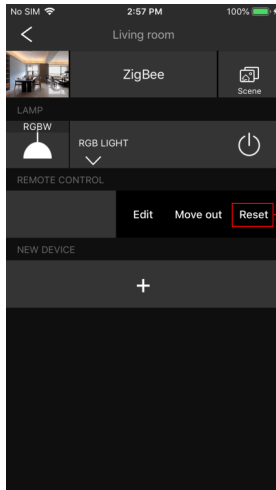 No SIM 2:57 PM 100%
Living room
ZigBee
Scene
LAMP
RGBW
RGB LIGHT
REMOTE CONTROL
Edit Move out Reset
NEW DEVICE
+